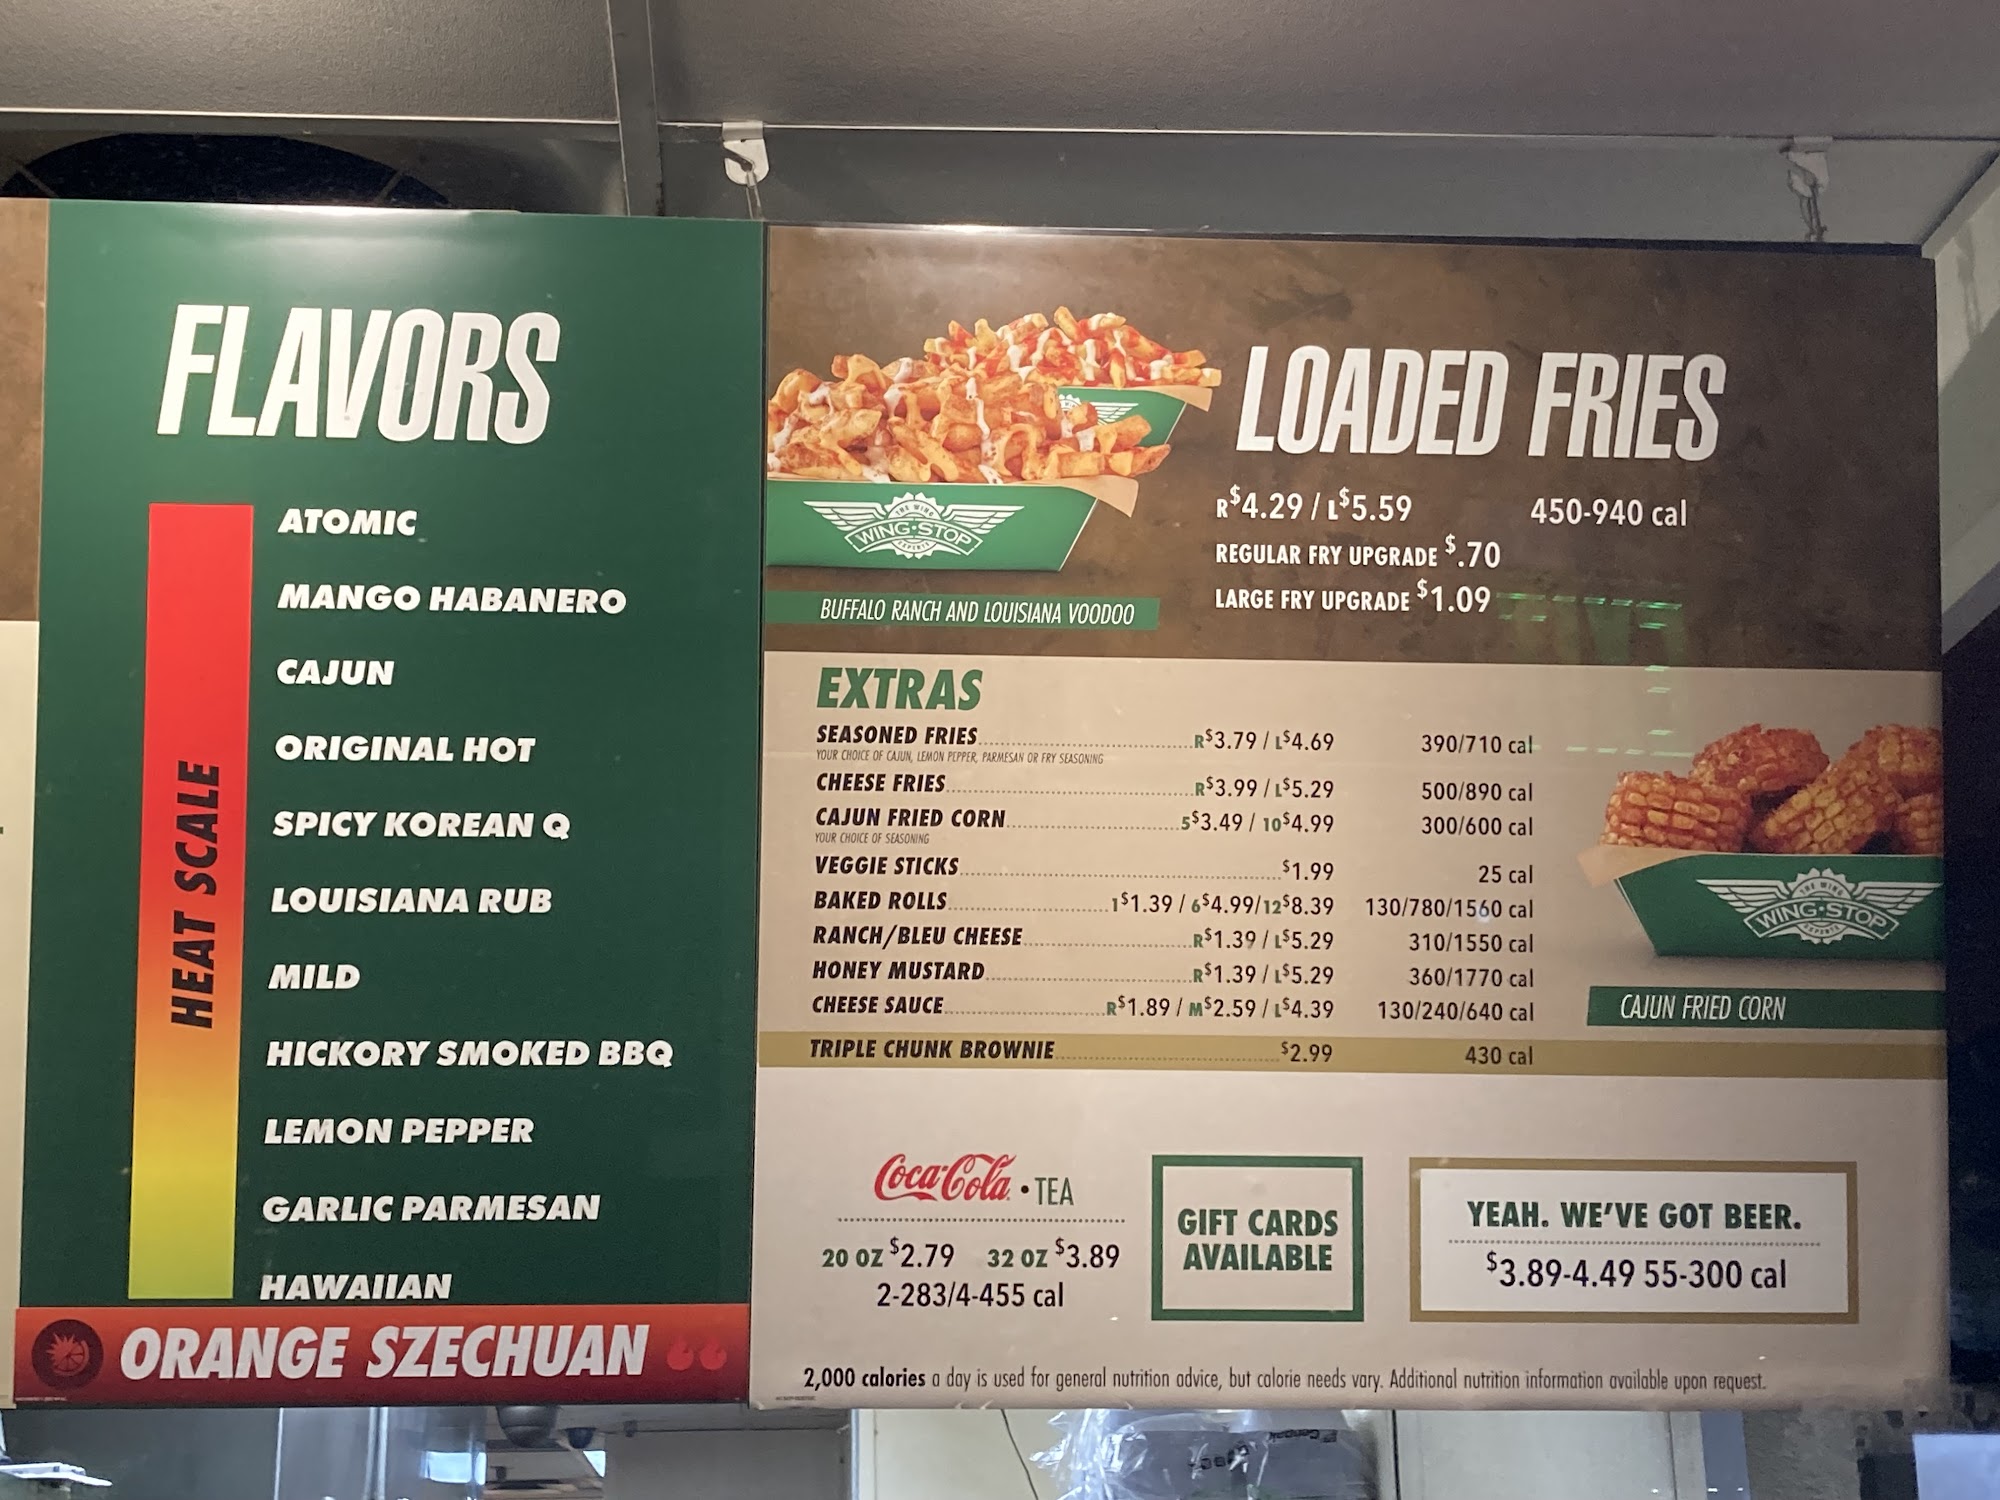 FLAVORS
HEAT SCALE
ATOMIC
MANGO HABANERO
CAJUN
ORIGINAL HOT
SPICY KOREAN Q
LOUISIANA RUB
MILD
HICKORY SMOKED BBQ
LEMON PEPPER
GARLIC PARMESAN
HAWAIIAN
ORANGE SZECHUAN
THE WING
WING·STOP
EXPERTS
BUFFALO RANCH AND LOUISIANA VOODOO
LOADED FRIES
R$4.29 / L$5.59 450-940 cal
REGULAR FRY UPGRADE $.70
LARGE FRY UPGRADE $1.09
EXTRAS
SEASONED FRIES R$3.79 / L$4.69 390/710 cal
YOUR CHOICE OF CAJUN, LEMON PEPPER, PARMESAN OR FRY SEASONING
CHEESE FRIES R$3.99 / L$5.29 500/890 cal
CAJUN FRIED CORN 5$3.49 / 10$4.99 300/600 cal
YOUR CHOICE OF SEASONING
VEGGIE STICKS $1.99 25 cal
BAKED ROLLS 1$1.39 / 6$4.99/12$8.39 130/780/1560 cal
RANCH/BLEU CHEESE R$1.39 / L$5.29 310/1550 cal
HONEY MUSTARD R$1.39 / L$5.29 360/1770 cal
CHEESE SAUCE R$1.89 / M$2.59 / L$4.39 130/240/640 cal
TRIPLE CHUNK BROWNIE $2.99 430 cal
THE WING
WING·STOP
EXPERTS
CAJUN FRIED CORN
Coca-Cola • TEA
20 OZ $2.79 32 OZ $3.89
2-283/4-455 cal
GIFT CARDS
AVAILABLE
YEAH. WE'VE GOT BEER.
$3.89-4.49 55-300 cal
2,000 calories a day is used for general nutrition advice, but calorie needs vary. Additional nutrition information available upon request.